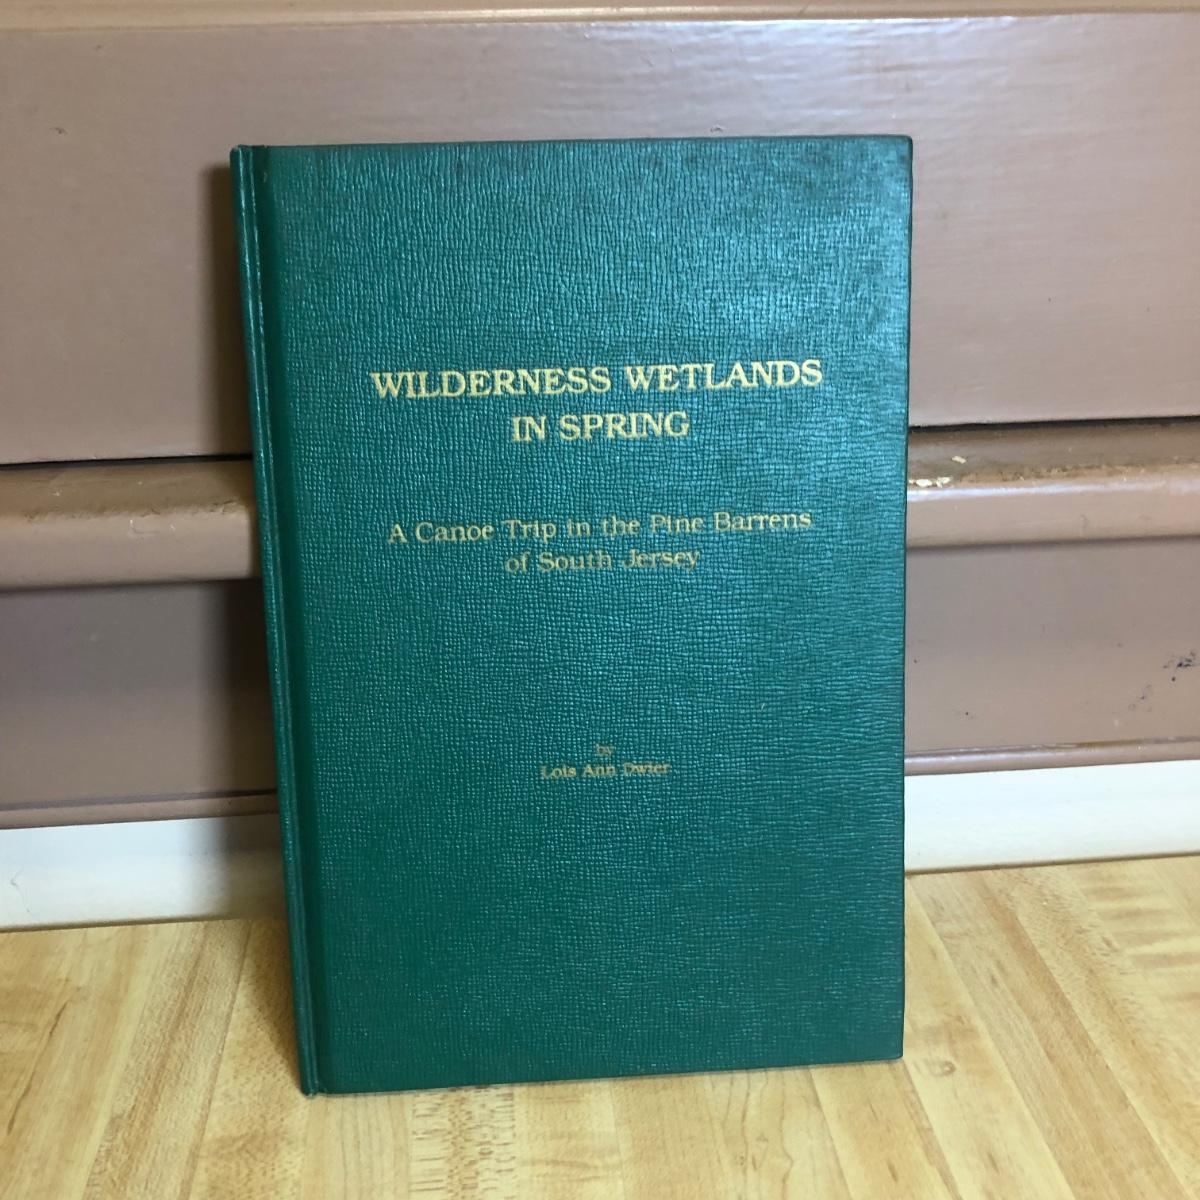 WILDERNESS WETLANDS
IN SPRING
A Canoe Trip in the Pine Barrens
of South Jersey
by
Lois Ann Dwier